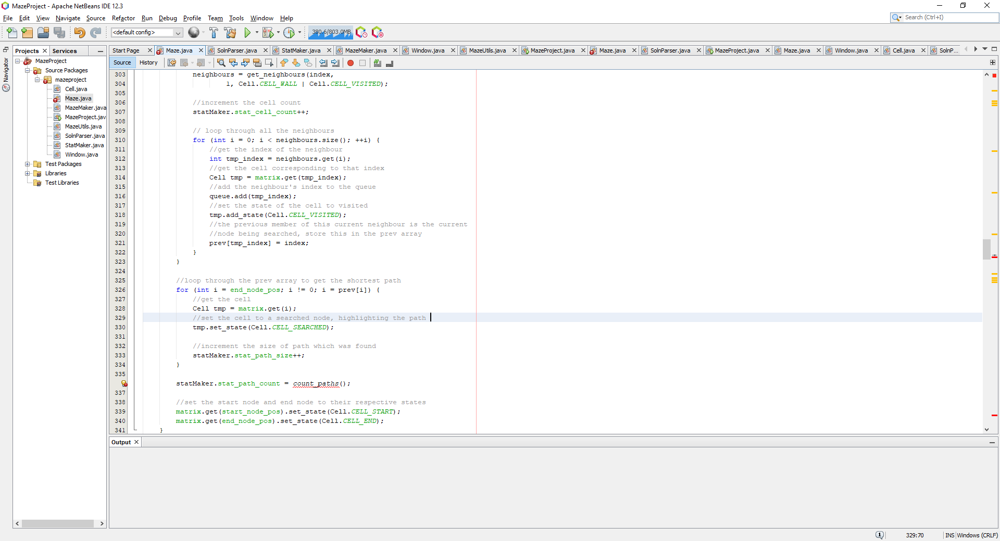 MazeProject - Apache NetBeans IDE 12.3
File Edit View Navigate Source Refactor Run Debug Profile Team Tools Window Help
Search (Ctrl+I)
<default config>
380.6/803.0MB
Projects Services
Start Page Maze.java SolnParser.java StatMaker.java MazeMaker.java Window.java MazeUtils.java MazeProject.java Maze.java SolnParser.java MazeProject.java Maze.java Window.java Cell.java SolnP...
Source History
Navigator
MazeProject
Source Packages
mazeproject
Cell.java
Maze.java
MazeMaker.java
MazeProject.jav
MazeUtils.java
SolnParser.java
StatMaker.java
Window.java
Test Packages
Libraries
Test Libraries
303 neighbours = get_neighbours(index,
304 1, Cell.CELL_WALL | Cell.CELL_VISITED);
305
306 //increment the cell count
307 statMaker.stat_cell_count++;
308
309 // loop through all the neighbours
310 for (int i = 0; i < neighbours.size(); ++i) {
311 //get the index of the neighbour
312 int tmp_index = neighbours.get(i);
313 //get the cell corresponding to that index
314 Cell tmp = matrix.get(tmp_index);
315 //add the neighbour's index to the queue
316 queue.add(tmp_index);
317 //set the state of the cell to visited
318 tmp.add_state(Cell.CELL_VISITED);
319 //the previous member of this current neighbour is the current
320 //node being searched, store this in the prev array
321 prev[tmp_index] = index;
322 }
323 }
324
325 //loop through the prev array to get the shortest path
326 for (int i = end_node_pos; i != 0; i = prev[i]) {
327 //get the cell
328 Cell tmp = matrix.get(i);
329 //set the cell to a searched node, highlighting the path
330 tmp.set_state(Cell.CELL_SEARCHED);
331
332 //increment the size of path which was found
333 statMaker.stat_path_size++;
334 }
335
statMaker.stat_path_count = count_paths();
337
338 //set the start node and end node to their respective states
339 matrix.get(start_node_pos).set_state(Cell.CELL_START);
340 matrix.get(end_node_pos).set_state(Cell.CELL_END);
341 }
Output
1 329:70 INS Windows (CRLF)